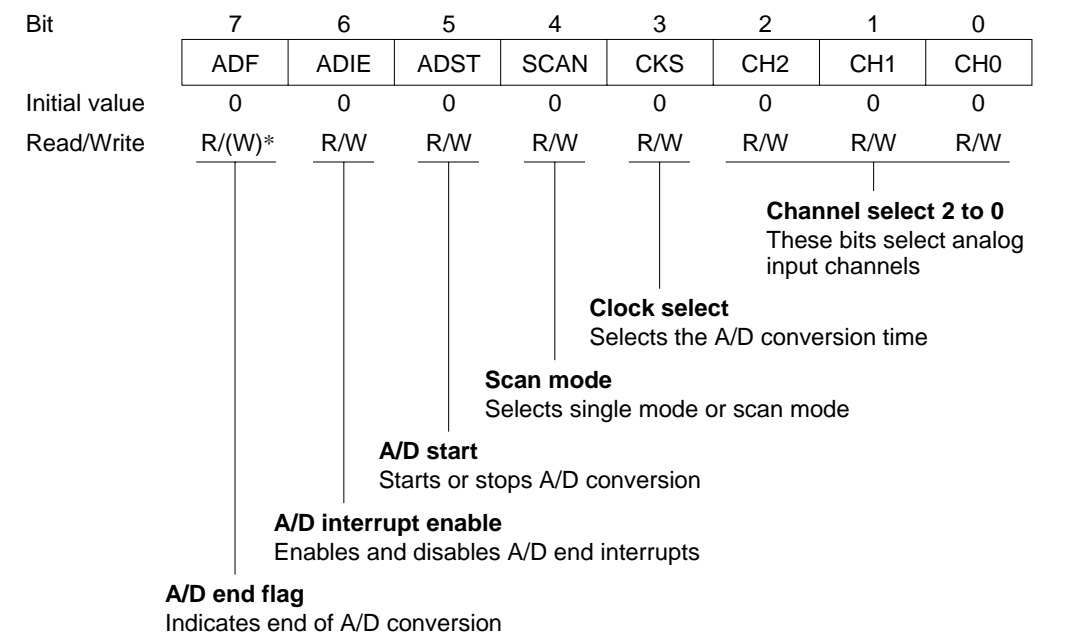 Bit 7 6 5 4 3 2 1 0
ADF ADIE ADST SCAN CKS CH2 CH1 CH0
Initial value 0 0 0 0 0 0 0 0
Read/Write R/(W)* R/W R/W R/W R/W R/W R/W R/W
Channel select 2 to 0
These bits select analog
input channels
Clock select
Selects the A/D conversion time
Scan mode
Selects single mode or scan mode
A/D start
Starts or stops A/D conversion
A/D interrupt enable
Enables and disables A/D end interrupts
A/D end flag
Indicates end of A/D conversion